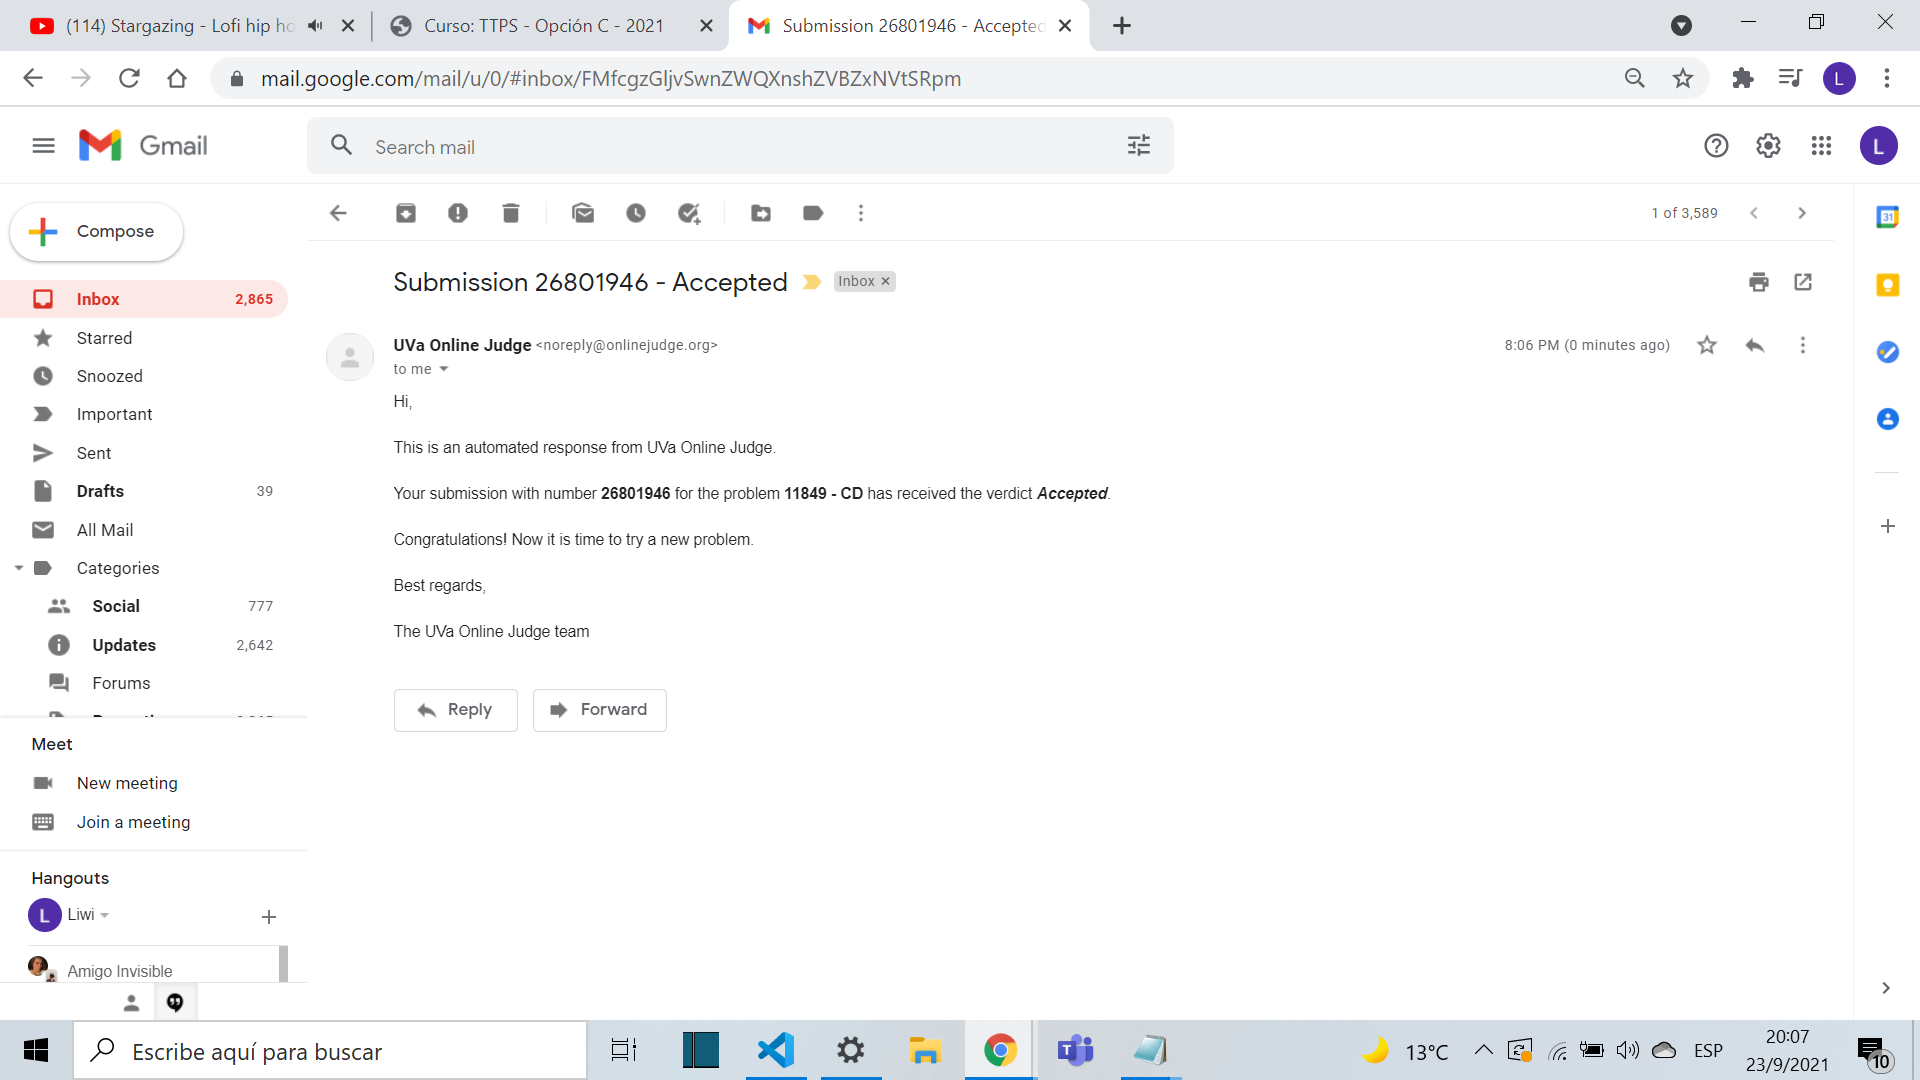 (114) Stargazing - Lofi hip ho
Curso: TTPS - Opción C - 2021
Submission 26801946 - Accepted
mail.google.com/mail/u/0/#inbox/FMfcgzGljvSwnZWQXnshZVBZxNVtSRpm
L
Gmail
Search mail
L
Compose
1 of 3,589
31
Submission 26801946 - Accepted
Inbox ×
Inbox 2,865
Starred
Snoozed
Important
Sent
Drafts 39
All Mail
Categories
Social 777
Updates 2,642
Forums
UVa Online Judge <noreply@onlinejudge.org>
8:06 PM (0 minutes ago)
to me
Hi,
This is an automated response from UVa Online Judge.
Your submission with number 26801946 for the problem 11849 - CD has received the verdict Accepted.
Congratulations! Now it is time to try a new problem.
Best regards,
The UVa Online Judge team
Reply
Forward
Meet
New meeting
Join a meeting
Hangouts
L
Liwi
Amigo Invisible
Escribe aquí para buscar
13°C
ESP
20:07
23/9/2021
10